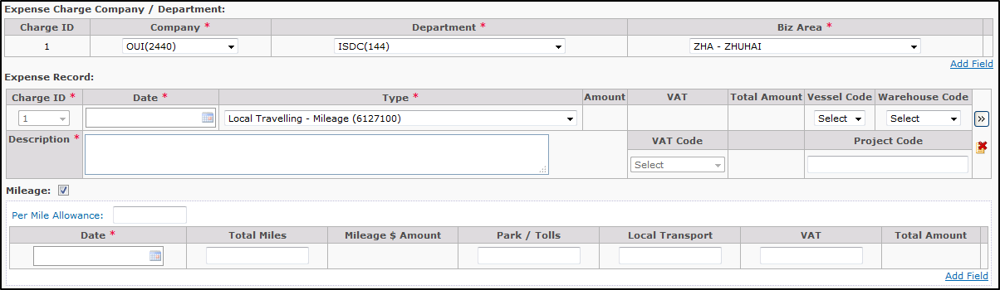 Expense Charge Company / Department:
Charge ID Company * Department * Biz Area *
1 OUI(2440) ISDC(144) ZHA - ZHUHAI
Add Field
Expense Record:
Charge ID * Date * Type * Amount VAT Total Amount Vessel Code Warehouse Code
1 Local Travelling - Mileage (6127100) Select Select »
Description * VAT Code Project Code
Select
Mileage:
Per Mile Allowance:
Date * Total Miles Mileage $ Amount Park / Tolls Local Transport VAT Total Amount
Add Field